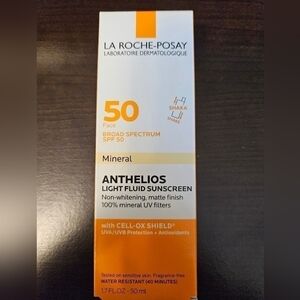 LA ROCHE-POSAY
LABORATOIRE DERMATOLOGIQUE
50
Face
BROAD SPECTRUM
SPF 50
SHAKA
SHAKE
Mineral
ANTHELIOS
LIGHT FLUID SUNSCREEN
Non-whitening, matte finish
100% mineral UV filters
with CELL-OX SHIELD®
UVA/UVB Protection + Antioxidants
Tested on sensitive skin. Fragrance-free
WATER RESISTANT (40 MINUTES)
1.7 FL.OZ - 50 ml